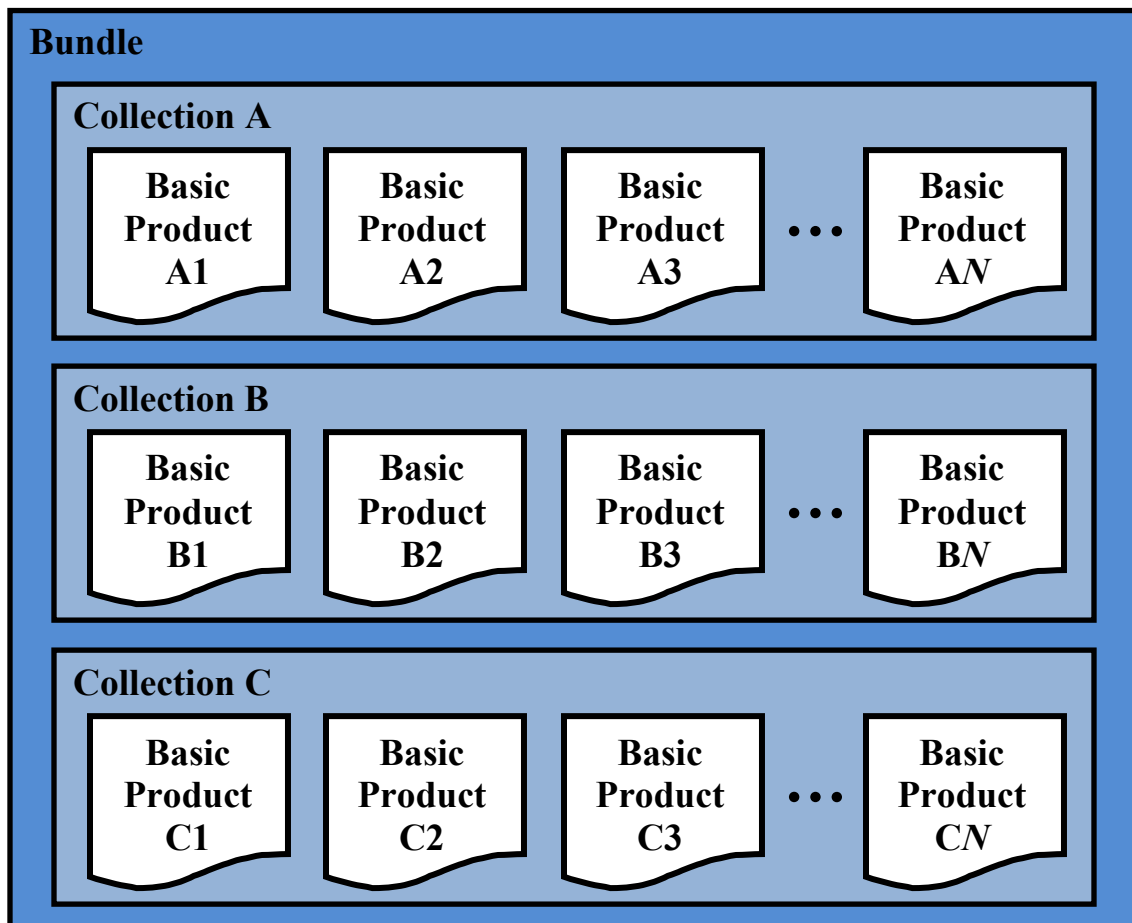 Bundle
Collection A
Basic
Product
A1
Basic
Product
A2
Basic
Product
A3
...
Basic
Product
AN
Collection B
Basic
Product
B1
Basic
Product
B2
Basic
Product
B3
...
Basic
Product
BN
Collection C
Basic
Product
C1
Basic
Product
C2
Basic
Product
C3
...
Basic
Product
CN